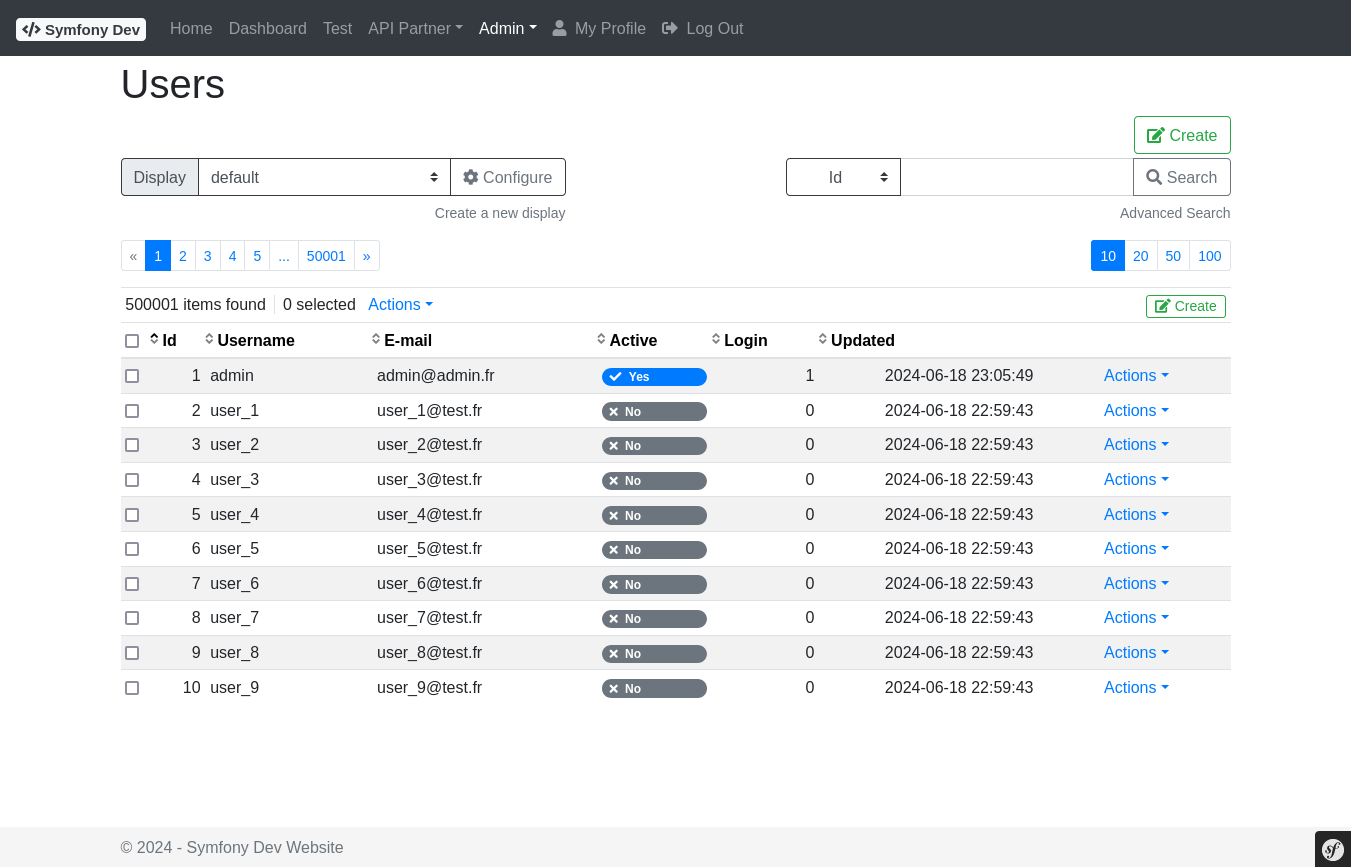 Symfony Dev Home Dashboard Test API Partner Admin My Profile Log Out
Users
Create
Display default Configure Id Search
Create a new display Advanced Search
« 1 2 3 4 5 ... 50001 » 10 20 50 100
500001 items found 0 selected Actions Create
Id Username E-mail Active Login Updated
1 admin admin@admin.fr Yes 1 2024-06-18 23:05:49 Actions
2 user_1 user_1@test.fr No 0 2024-06-18 22:59:43 Actions
3 user_2 user_2@test.fr No 0 2024-06-18 22:59:43 Actions
4 user_3 user_3@test.fr No 0 2024-06-18 22:59:43 Actions
5 user_4 user_4@test.fr No 0 2024-06-18 22:59:43 Actions
6 user_5 user_5@test.fr No 0 2024-06-18 22:59:43 Actions
7 user_6 user_6@test.fr No 0 2024-06-18 22:59:43 Actions
8 user_7 user_7@test.fr No 0 2024-06-18 22:59:43 Actions
9 user_8 user_8@test.fr No 0 2024-06-18 22:59:43 Actions
10 user_9 user_9@test.fr No 0 2024-06-18 22:59:43 Actions
© 2024 - Symfony Dev Website
sf